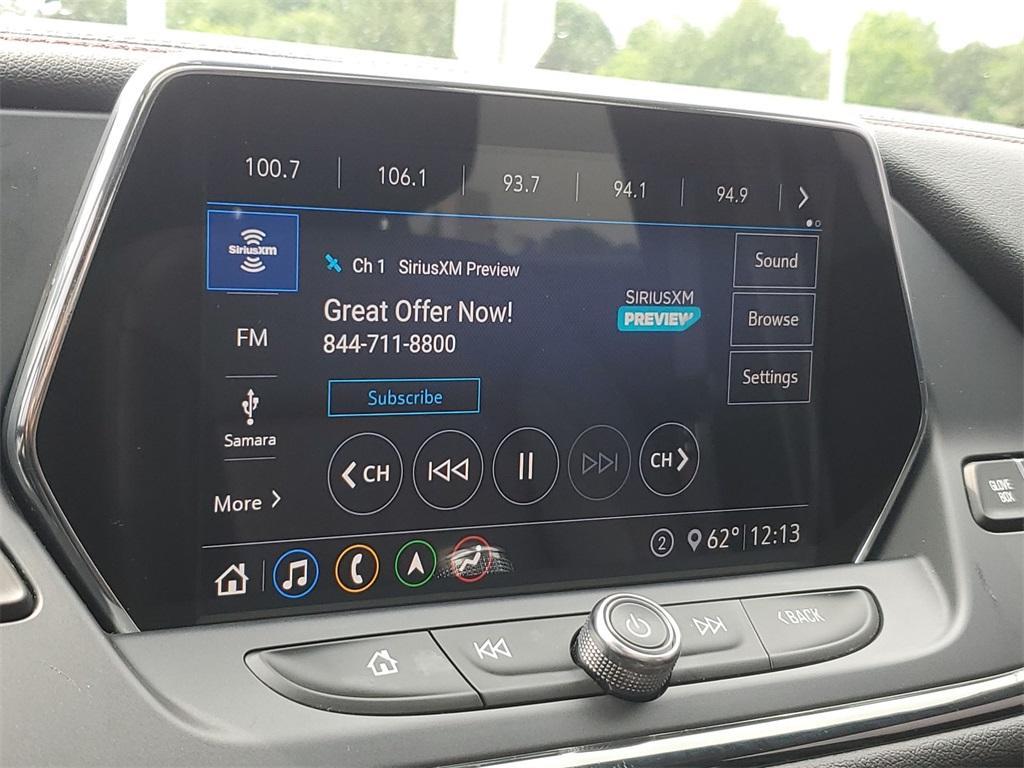 100.7 106.1 93.7 94.1 94.9
SiriusXM
Ch 1 SiriusXM Preview
Great Offer Now!
844-711-8800
Subscribe
SIRIUSXM
PREVIEW
Sound
Browse
Settings
FM
Samara
More
CH
CH
2 62° 12:13
BACK
GLOVE
BOX